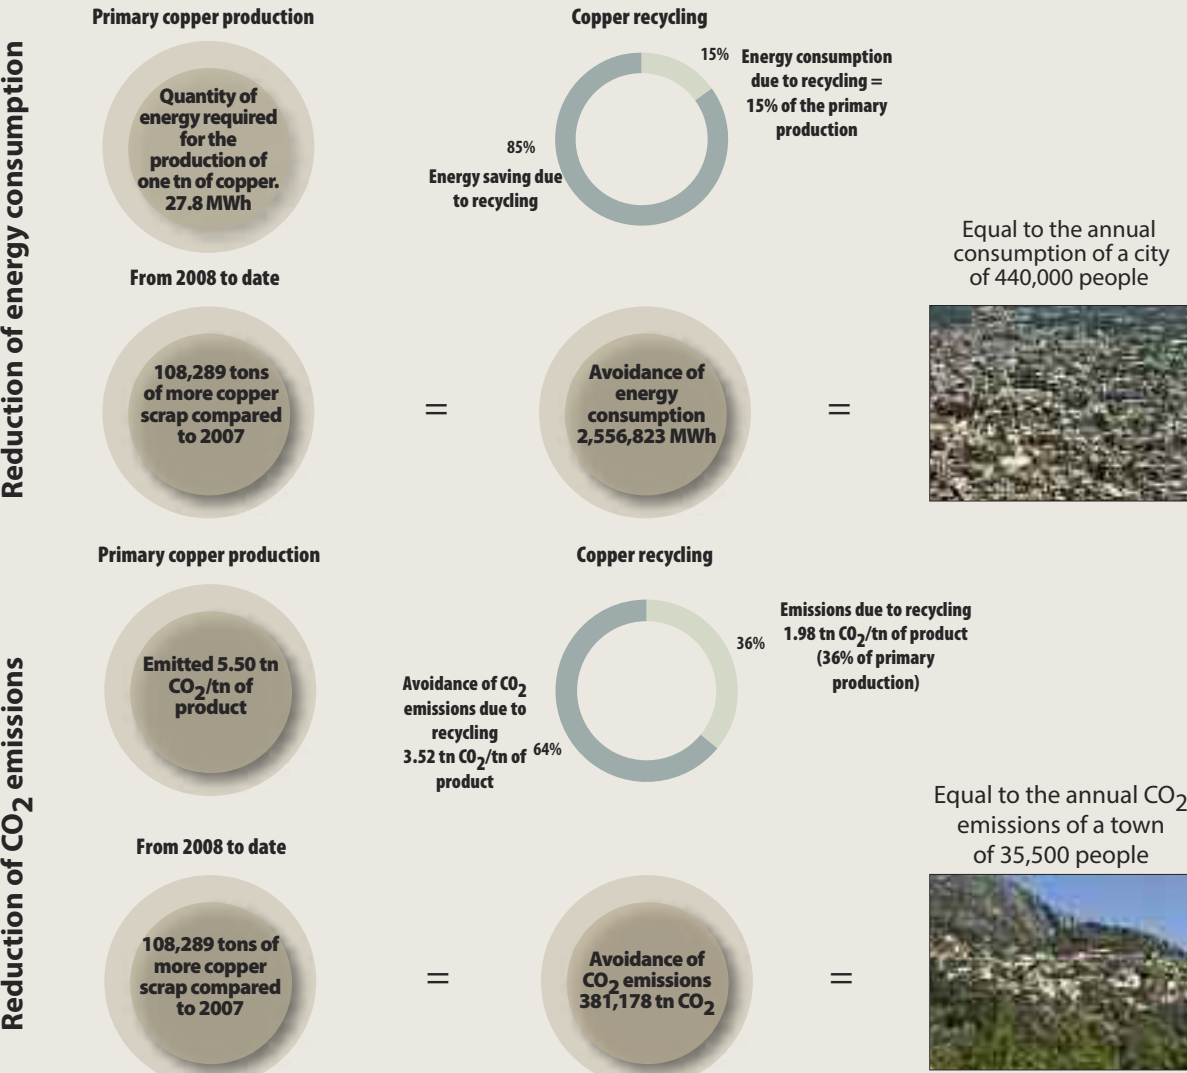 Reduction of energy consumption
Primary copper production
Quantity of
energy required
for the
production of
one tn of copper.
27.8 MWh
Copper recycling
15%
Energy consumption
due to recycling =
15% of the primary
production
85%
Energy saving due
to recycling
From 2008 to date
108,289 tons
of more copper
scrap compared
to 2007
=
Avoidance of
energy
consumption
2,556,823 MWh
=
Equal to the annual
consumption of a city
of 440,000 people
Reduction of CO2 emissions
Primary copper production
Emitted 5.50 tn
CO2/tn of
product
Copper recycling
36%
Emissions due to recycling
1.98 tn CO2/tn of product
(36% of primary
production)
Avoidance of CO2
emissions due to
recycling
3.52 tn CO2/tn of
product
64%
From 2008 to date
108,289 tons of
more copper
scrap compared
to 2007
=
Avoidance of
CO2 emissions
381,178 tn CO2
=
Equal to the annual CO2
emissions of a town
of 35,500 people